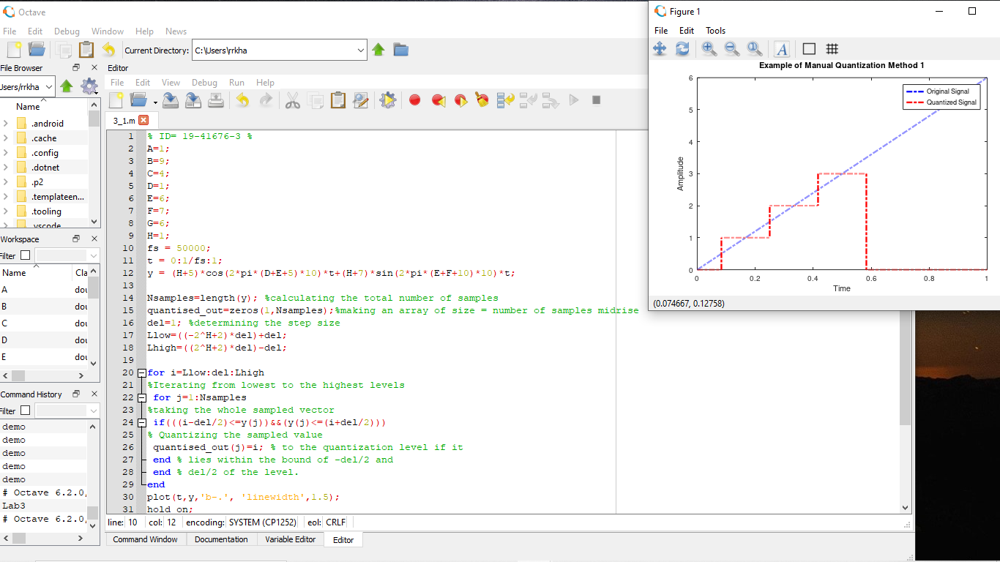 Octave
File Edit Debug Window Help News
Current Directory: C:\Users\rrkha
File Browser
Jsers/rrkha
Name
.android
.cache
.config
.dotnet
.p2
.templateen...
.tooling
.vscode
Workspace
Filter
Name Cla
A dou
B dou
C dou
D dou
E dou
Command History
Filter
demo
demo
demo
demo
demo
# Octave 6.2.0,
Lab3
# Octave 6.2.0,
Editor
File Edit View Debug Run Help
3_1.m
1 % ID= 19-41676-3 %
2 A=1;
3 B=9;
4 C=4;
5 D=1;
6 E=6;
7 F=7;
8 G=6;
9 H=1;
10 fs = 50000;
11 t = 0:1/fs:1;
12 y = (H+5)*cos(2*pi*(D+E+5)*10)*t+(H+7)*sin(2*pi*(E+F+10)*10)*t;
13
14 Nsamples=length(y); %calculating the total number of samples
15 quantised_out=zeros(1,Nsamples);%making an array of size = number of samples midrise
16 del=1; %determining the step size
17 Llow=((-2^H+2)*del)+del;
18 Lhigh=((2^H+2)*del)-del;
19
20 for i=Llow:del:Lhigh
21 %Iterating from lowest to the highest levels
22 for j=1:Nsamples
23 %taking the whole sampled vector
24 if(((i-del/2)<=y(j))&&(y(j)<=(i+del/2)))
25 % Quantizing the sampled value
26 quantised_out(j)=i; % to the quantization level if it
27 end % lies within the bound of -del/2 and
28 end % del/2 of the level.
29 end
30 plot(t,y,'b-.', 'linewidth',1.5);
31 hold on;
line: 10 col: 12 encoding: SYSTEM (CP1252) eol: CRLF
Command Window Documentation Variable Editor Editor
Figure 1
File Edit Tools
Example of Manual Quantization Method 1
Original Signal
Quantized Signal
6
5
4
3
2
1
0
Amplitude
0 0.2 0.4 0.6 0.8 1
Time
(0.074667, 0.12758)